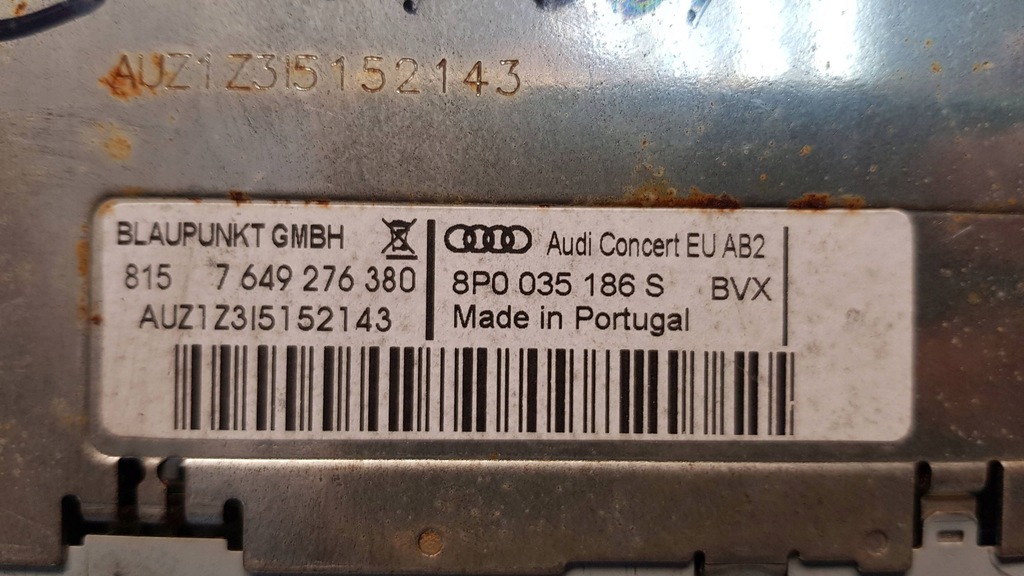 AUZ1Z3I5152143
BLAUPUNKT GMBH
815 7 649 276 380
AUZ1Z3I5152143
Audi Concert EU AB2
8P0 035 186 S BVX
Made in Portugal